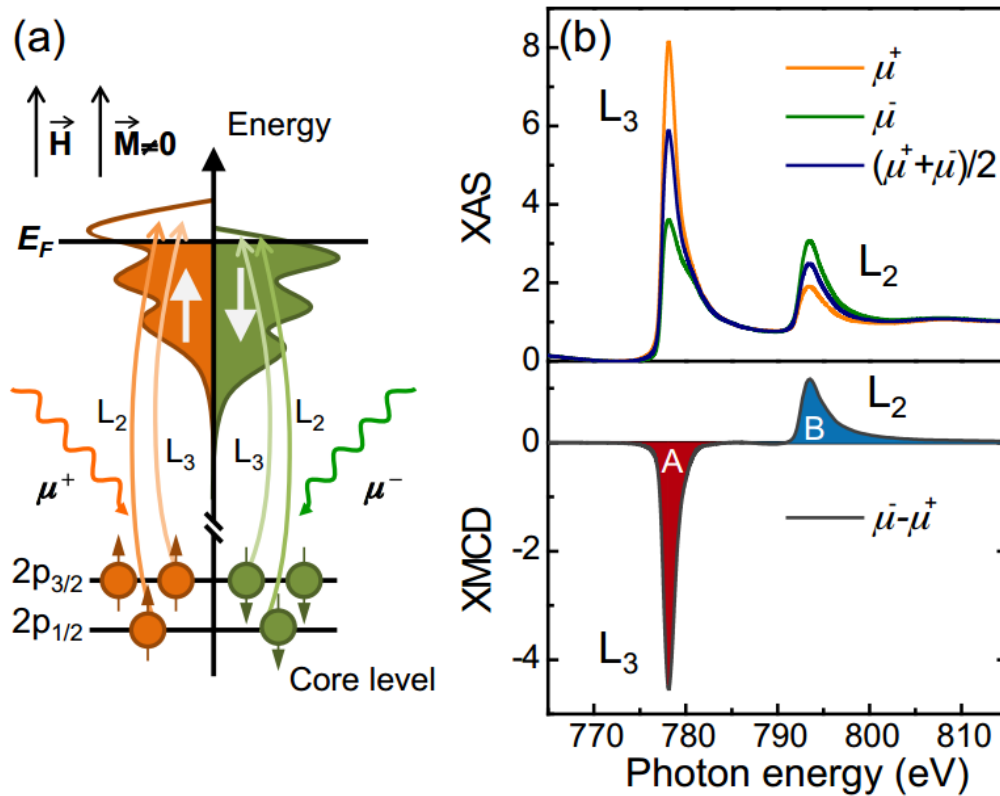 (a)
H⃗ M⃗≠0
Energy
E_F
L₂ L₃ L₃ L₂
μ⁺ μ⁻
2p₃/₂
2p₁/₂
Core level
(b)
XAS
8
6
4
2
0
L₃
L₂
μ⁺
μ⁻
(μ⁺+μ⁻)/2
XMCD
0
-2
-4
A
B
L₂
L₃
μ⁻-μ⁺
770 780 790 800 810
Photon energy (eV)